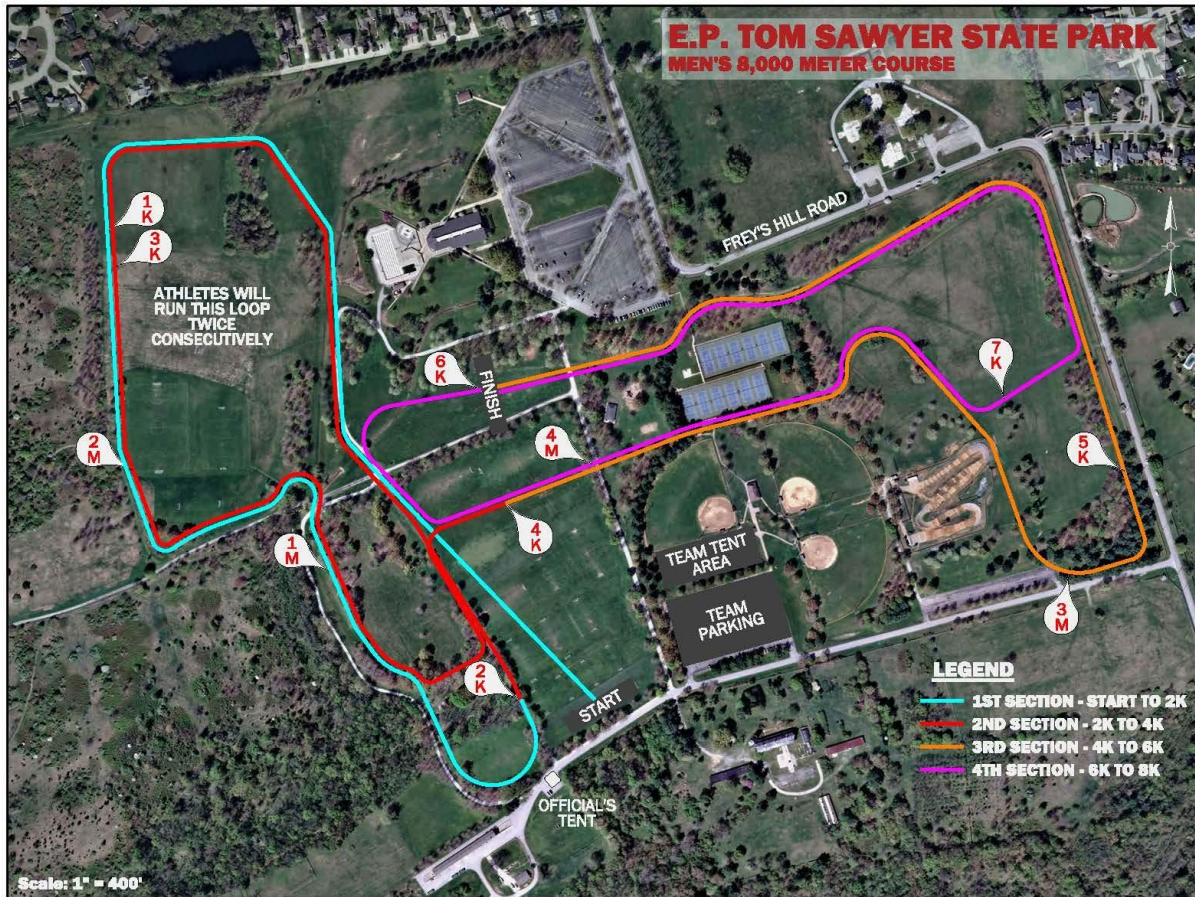 E.P. TOM SAWYER STATE PARK
MEN'S 8,000 METER COURSE
FREY'S HILL ROAD
1
K
3
K
ATHLETES WILL
RUN THIS LOOP
TWICE
CONSECUTIVELY
6
K
FINISH
7
K
2
M
4
M
5
K
1
M
4
K
TEAM TENT
AREA
TEAM
PARKING
3
M
2
K
START
OFFICIAL'S
TENT
LEGEND
1ST SECTION - START TO 2K
2ND SECTION - 2K TO 4K
3RD SECTION - 4K TO 6K
4TH SECTION - 6K TO 8K
Scale: 1" = 400'